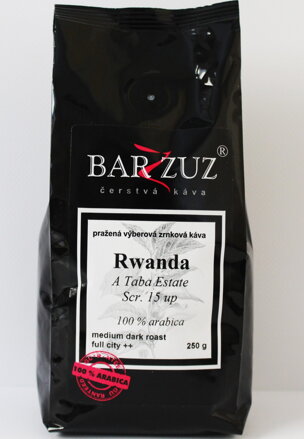 BARZZUZ®
čerstvá káva
pražená výberová zrnková káva
Rwanda
A Taba Estate
Scr. 15 up
100 % arabica
medium dark roast
full city ++
250 g
100 % ARABICA